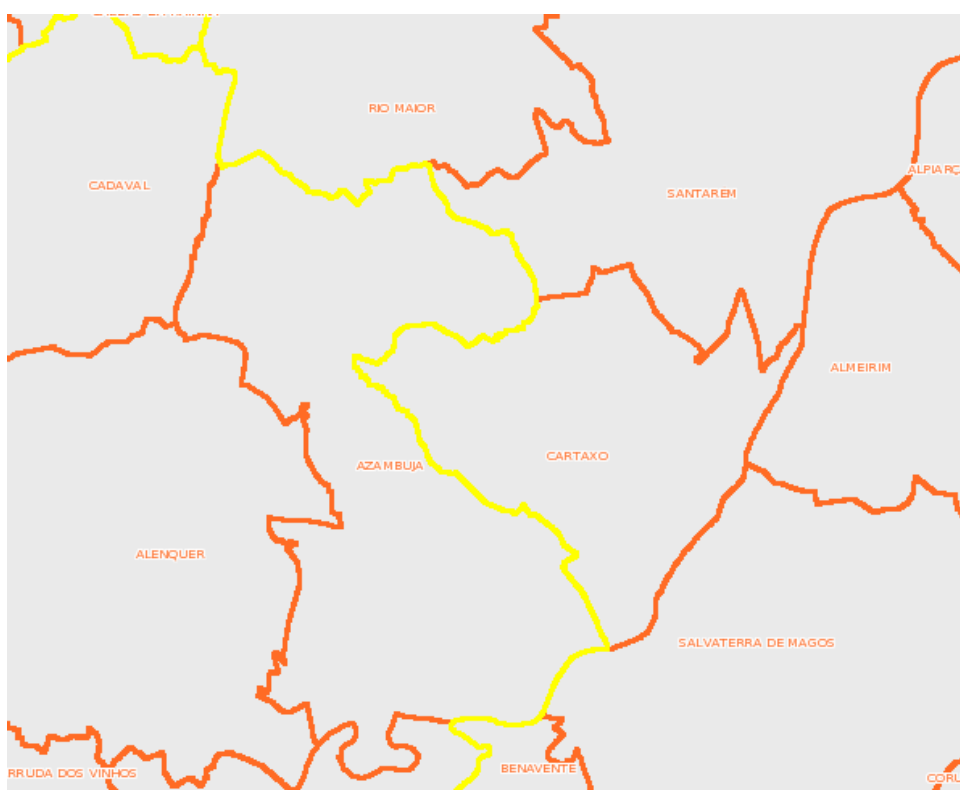 RIO MAIOR
ALPIARÇ
CADAVAL
SANTAREM
ALMEIRIM
CARTAXO
AZAMBUJA
ALENQUER
SALVATERRA DE MAGOS
BENAVENTE
RRUDA DOS VINHOS
CORU